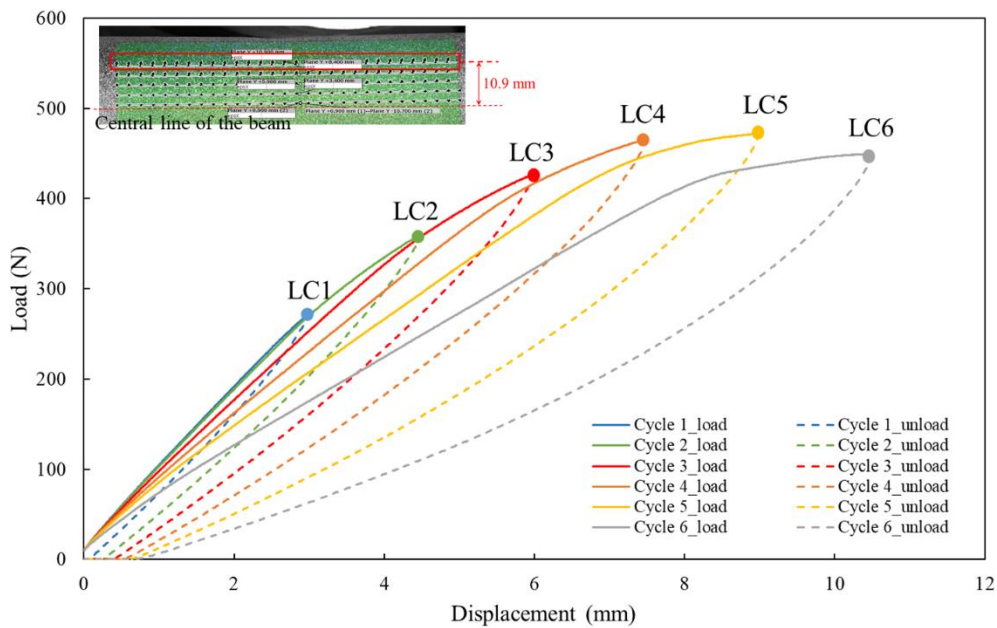 600
500
400
300
200
100
0
Load (N)
10.9 mm
Central line of the beam
LC1
LC2
LC3
LC4
LC5
LC6
Cycle 1_load
Cycle 1_unload
Cycle 2_load
Cycle 2_unload
Cycle 3_load
Cycle 3_unload
Cycle 4_load
Cycle 4_unload
Cycle 5_load
Cycle 5_unload
Cycle 6_load
Cycle 6_unload
0
2
4
6
8
10
12
Displacement (mm)